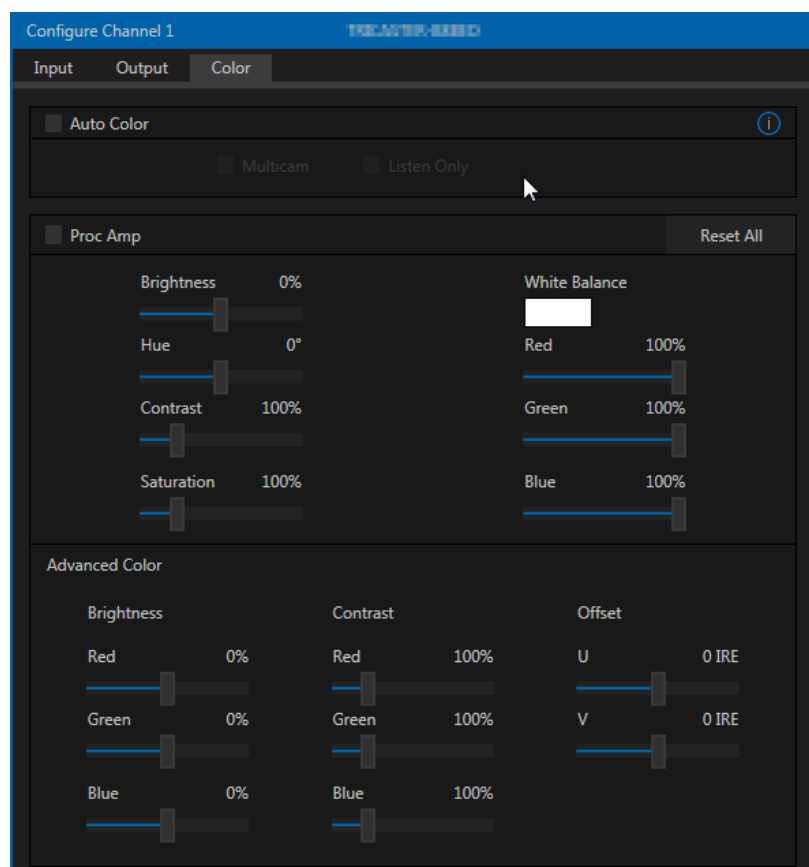 Configure Channel 1
Input Output Color
Auto Color
Multicam Listen Only
Proc Amp Reset All
Brightness 0% White Balance
Hue 0° Red 100%
Contrast 100% Green 100%
Saturation 100% Blue 100%
Advanced Color
Brightness Contrast Offset
Red 0% Red 100% U 0 IRE
Green 0% Green 100% V 0 IRE
Blue 0% Blue 100%